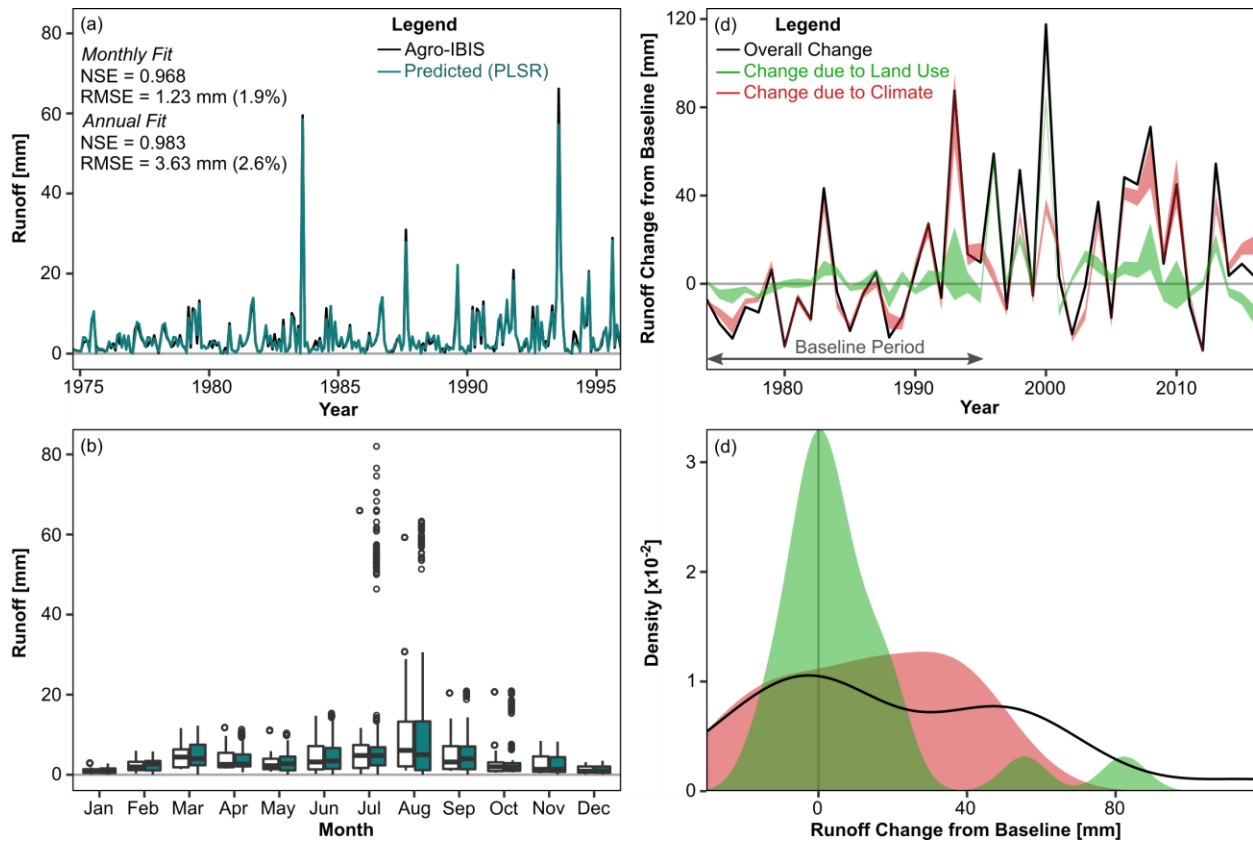 (a)
Legend
Agro-IBIS
Predicted (PLSR)
Monthly Fit
NSE = 0.968
RMSE = 1.23 mm (1.9%)
Annual Fit
NSE = 0.983
RMSE = 3.63 mm (2.6%)
Runoff [mm]
80
60
40
20
0
1975 1980 1985 1990 1995
Year
(d)
Legend
Overall Change
Change due to Land Use
Change due to Climate
Runoff Change from Baseline [mm]
120
80
40
0
Baseline Period
1980 1990 2000 2010
Year
(b)
Runoff [mm]
80
60
40
20
0
Jan Feb Mar Apr May Jun Jul Aug Sep Oct Nov Dec
Month
(d)
Density [x10⁻²]
3
2
1
0
0 40 80
Runoff Change from Baseline [mm]